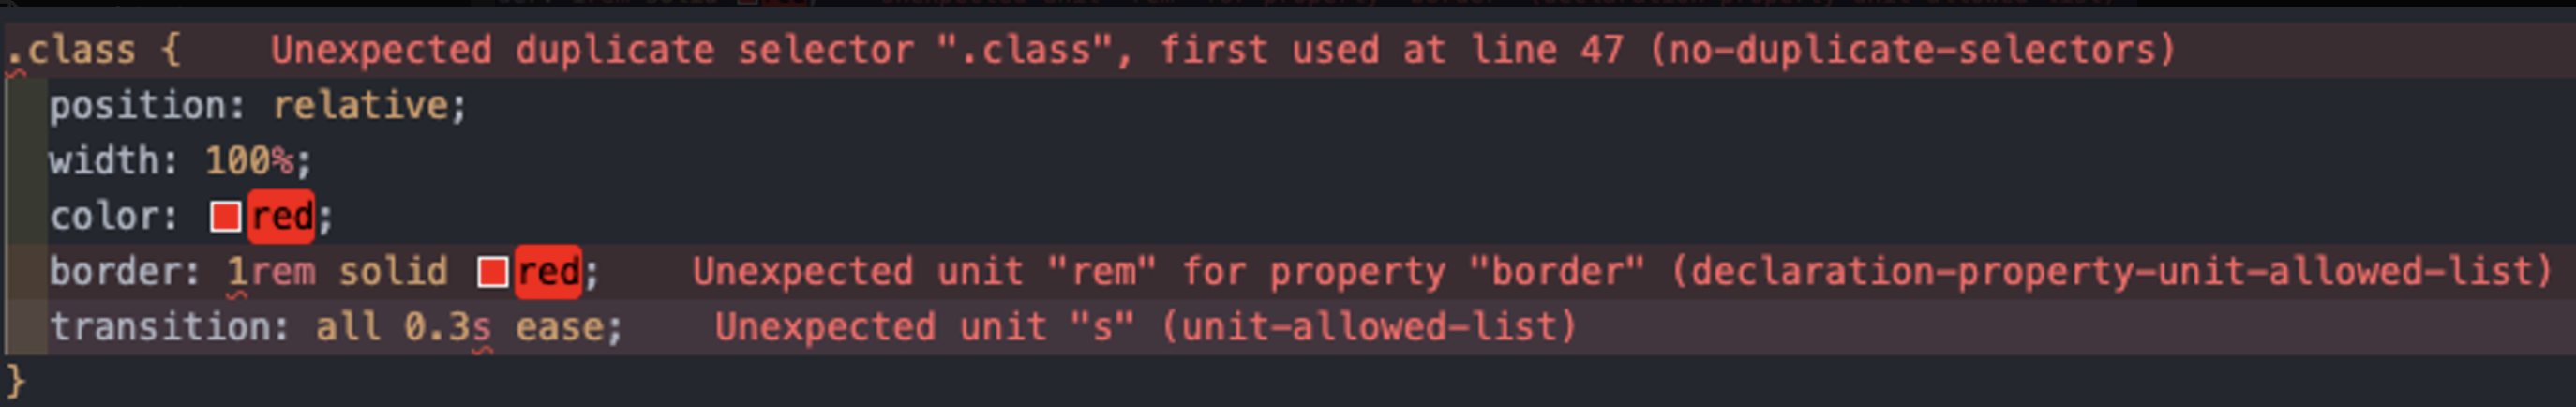 .class {    Unexpected duplicate selector ".class", first used at line 47 (no-duplicate-selectors)
  position: relative;
  width: 100%;
  color: red;
  border: 1rem solid red;    Unexpected unit "rem" for property "border" (declaration-property-unit-allowed-list)
  transition: all 0.3s ease;    Unexpected unit "s" (unit-allowed-list)
}